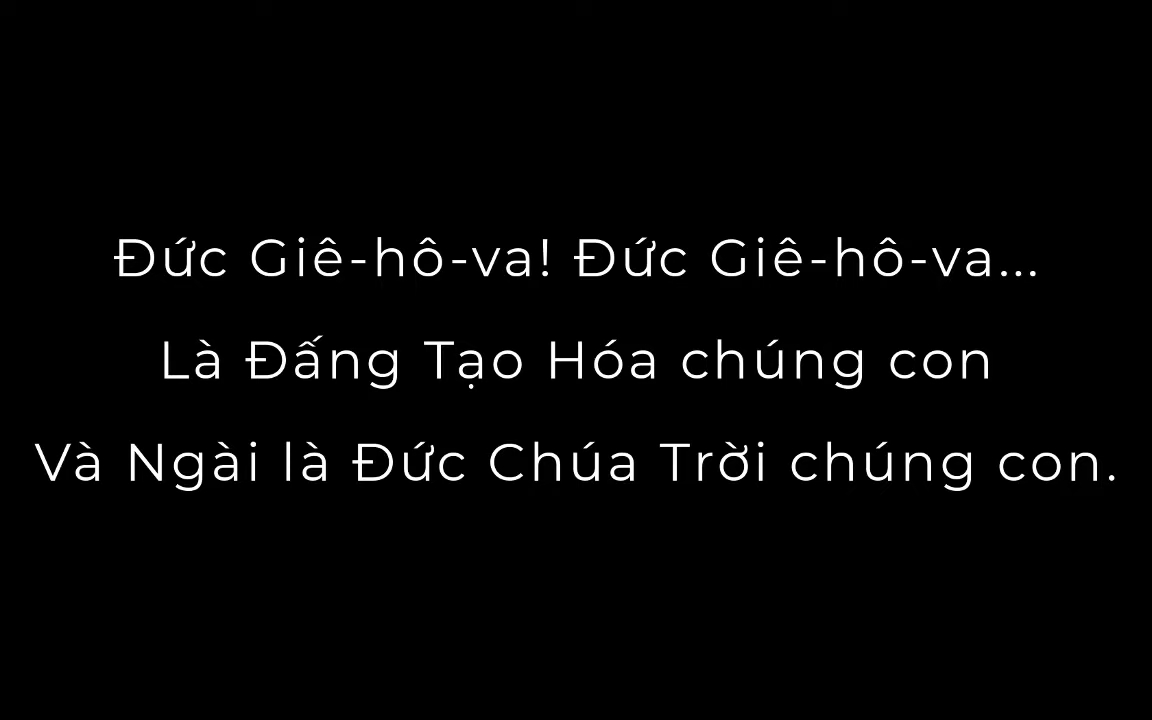 Đức Giê-hô-va! Đức Giê-hô-va...
Là Đấng Tạo Hóa chúng con
Và Ngài là Đức Chúa Trời chúng con.